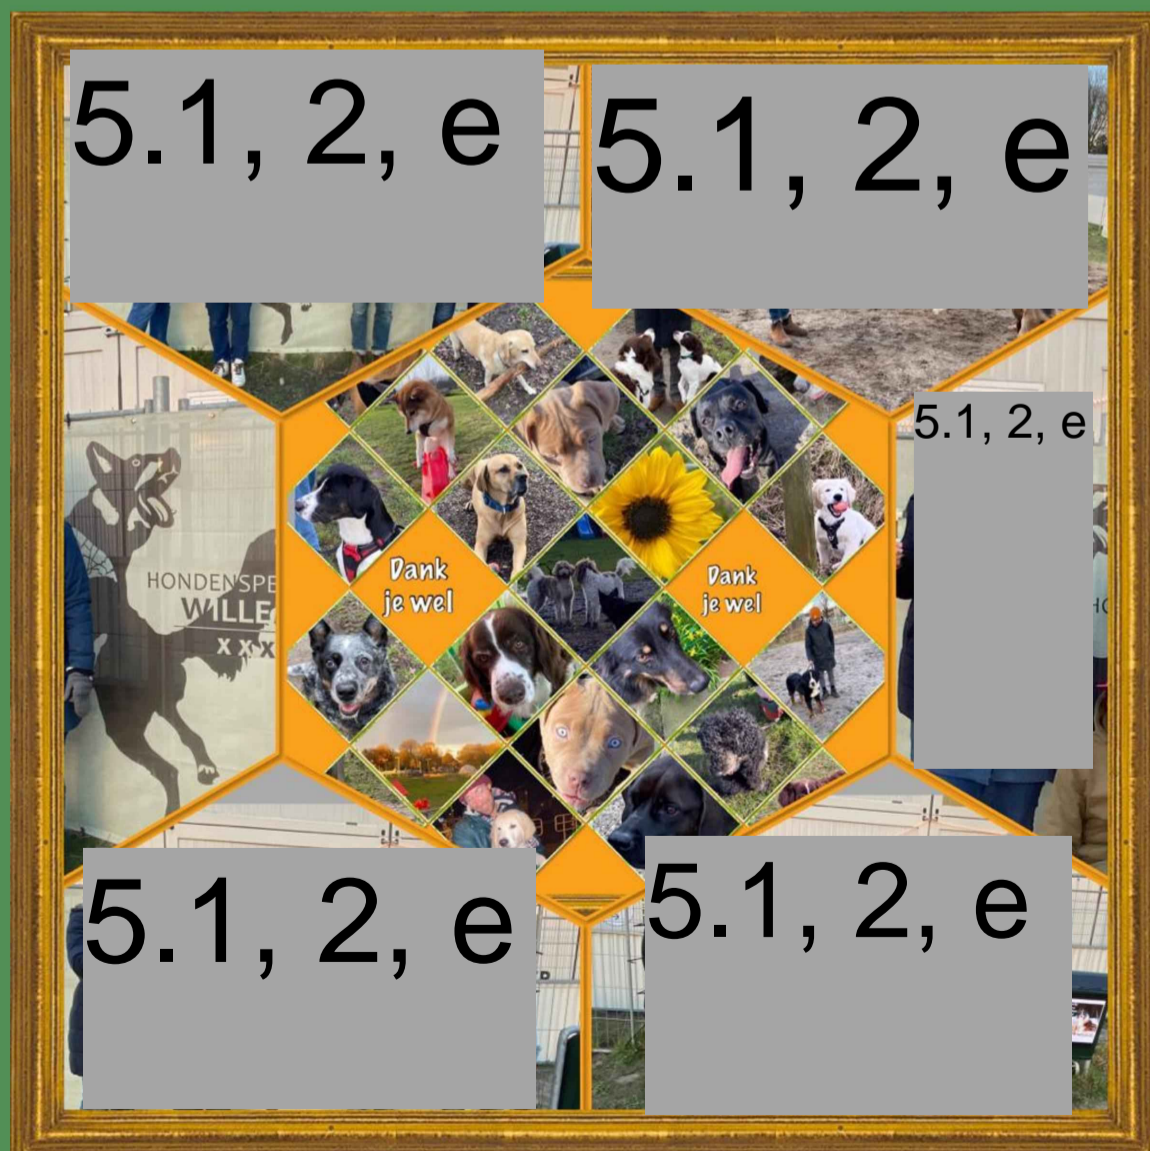 5.1, 2, e
5.1, 2, e
5.1, 2, e
HONDENSPE
WILLE
x x x
Dank
je wel
Dank
je wel
5.1, 2, e
5.1, 2, e